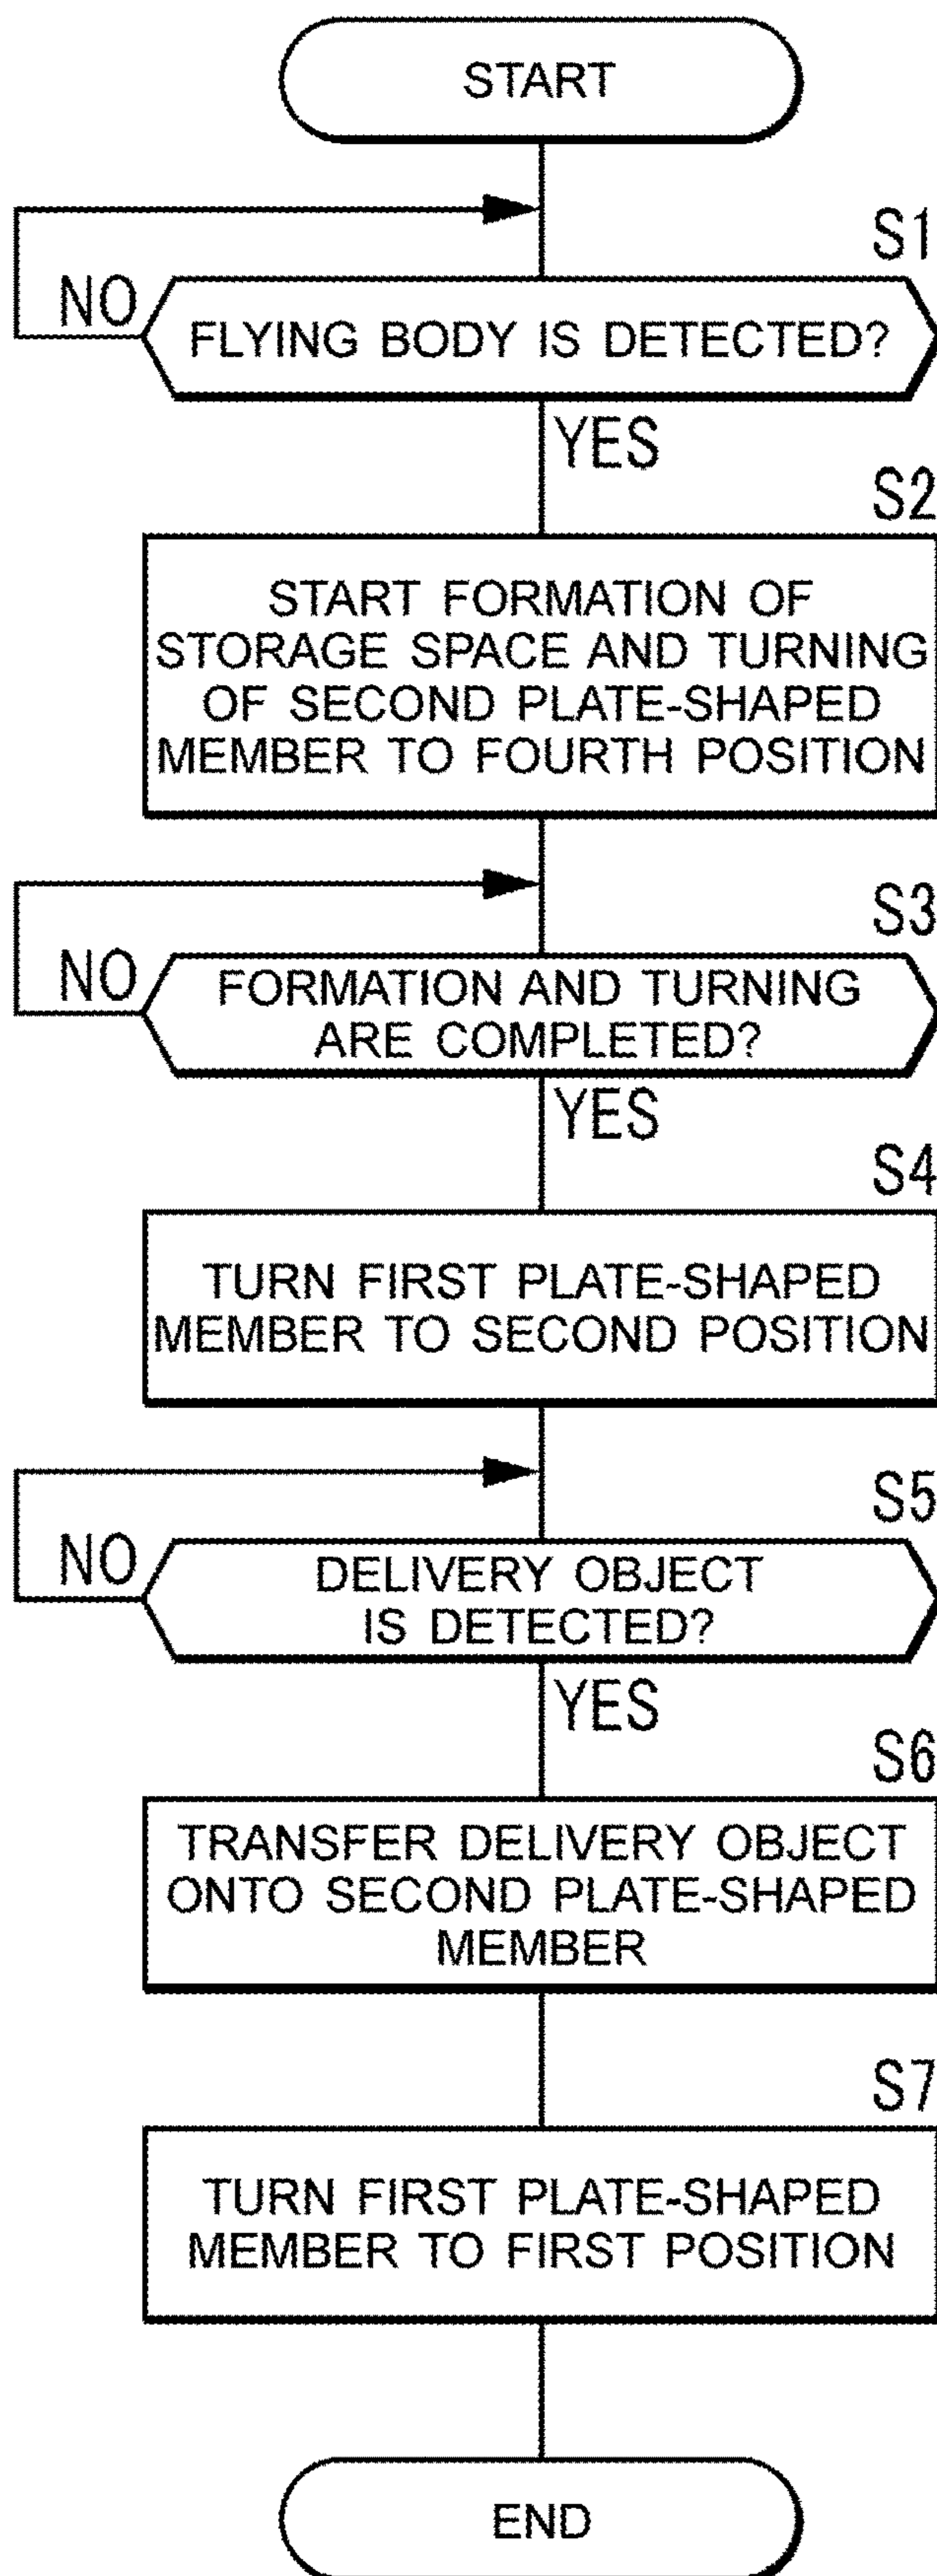 START
S1
NO
FLYING BODY IS DETECTED?
YES
S2
START FORMATION OF
STORAGE SPACE AND TURNING
OF SECOND PLATE-SHAPED
MEMBER TO FOURTH POSITION
S3
NO
FORMATION AND TURNING
ARE COMPLETED?
YES
S4
TURN FIRST PLATE-SHAPED
MEMBER TO SECOND POSITION
S5
NO
DELIVERY OBJECT
IS DETECTED?
YES
S6
TRANSFER DELIVERY OBJECT
ONTO SECOND PLATE-SHAPED
MEMBER
S7
TURN FIRST PLATE-SHAPED
MEMBER TO FIRST POSITION
END